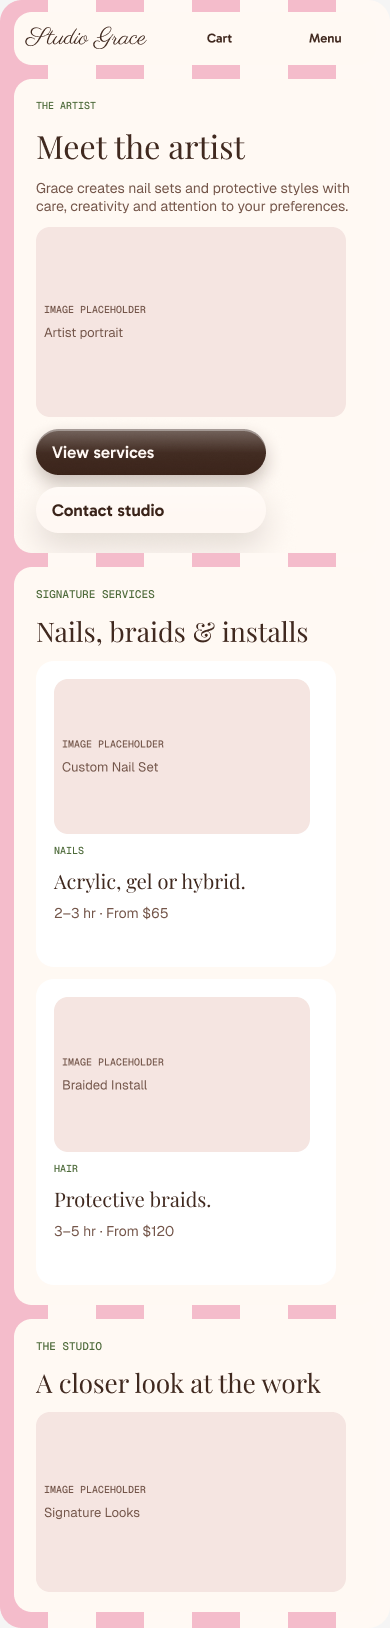 Studio Grace
Cart
Menu
THE ARTIST
Meet the artist
Grace creates nail sets and protective styles with
care, creativity and attention to your preferences.
IMAGE PLACEHOLDER
Artist portrait
View services
Contact studio
SIGNATURE SERVICES
Nails, braids & installs
IMAGE PLACEHOLDER
Custom Nail Set
NAILS
Acrylic, gel or hybrid.
2–3 hr · From $65
IMAGE PLACEHOLDER
Braided Install
HAIR
Protective braids.
3–5 hr · From $120
THE STUDIO
A closer look at the work
IMAGE PLACEHOLDER
Signature Looks